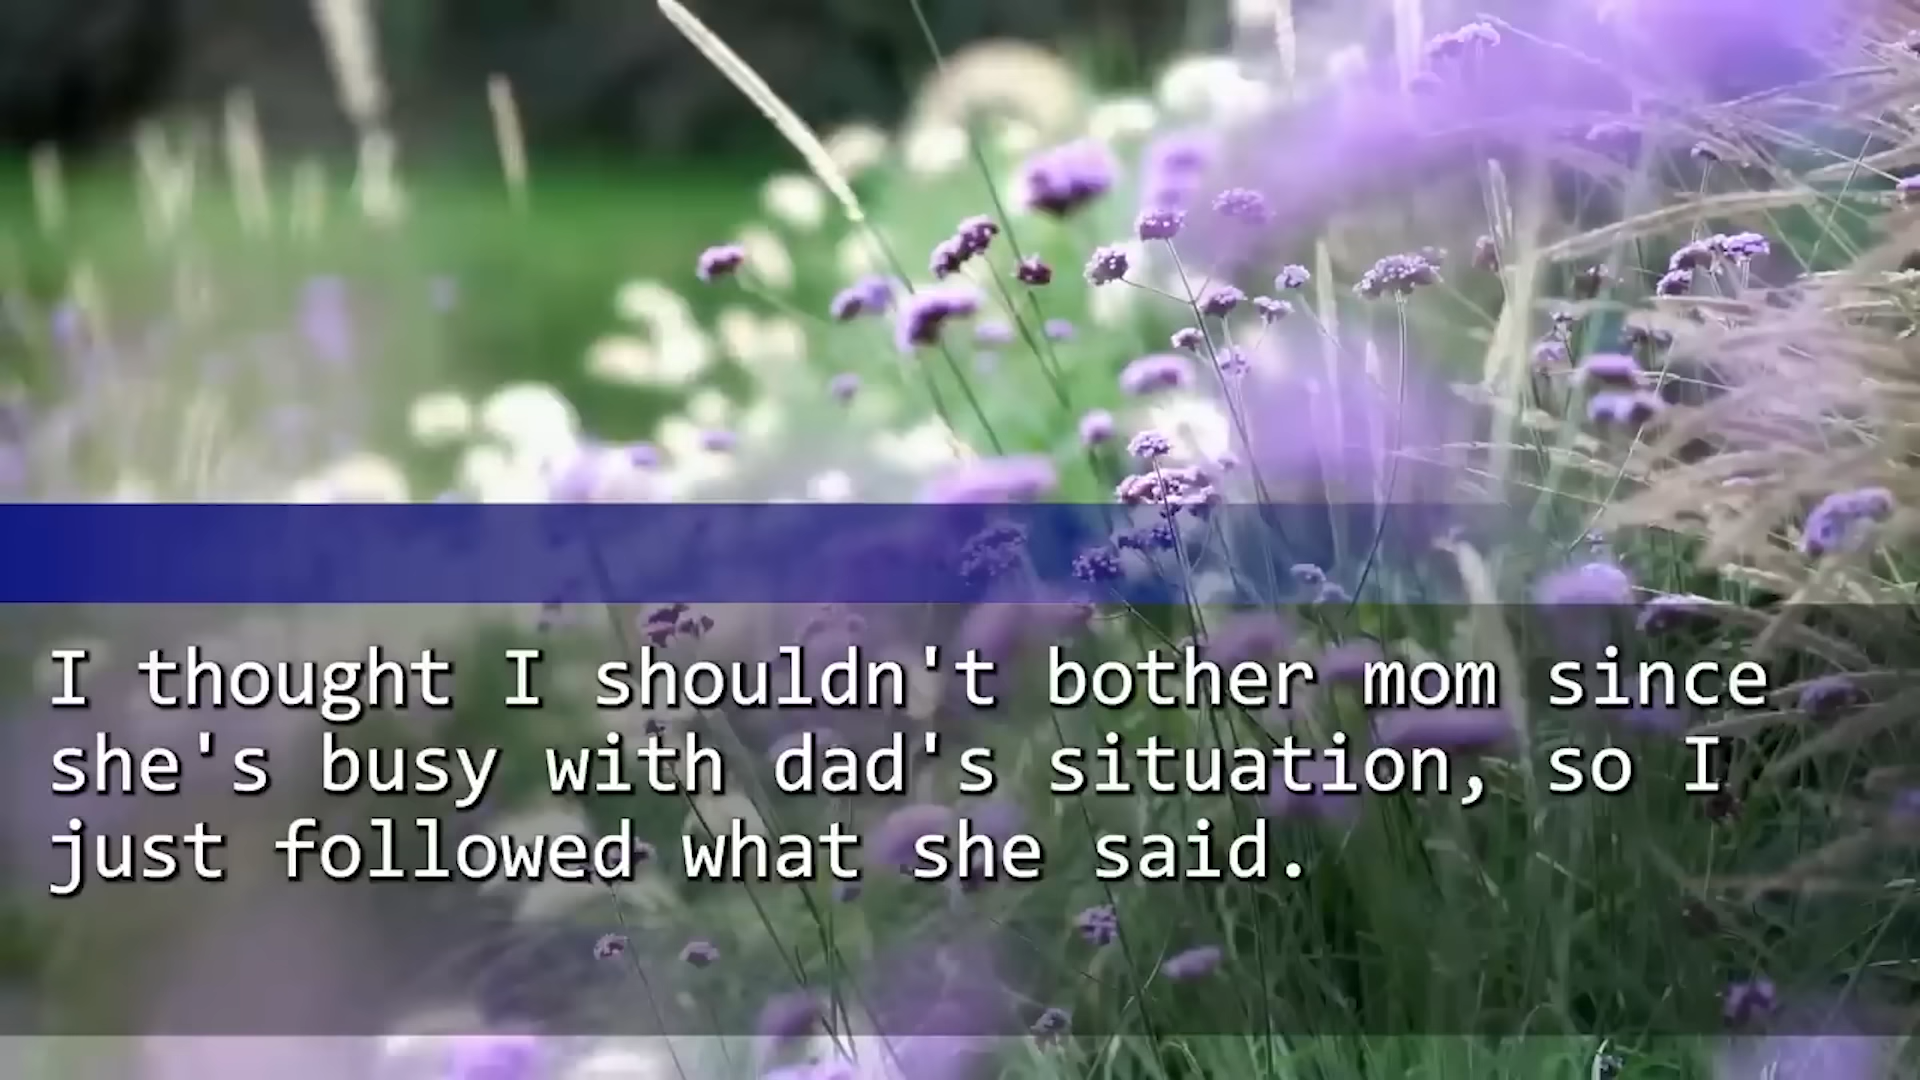 I thought I shouldn't bother mom since
she's busy with dad's situation, so I
just followed what she said.